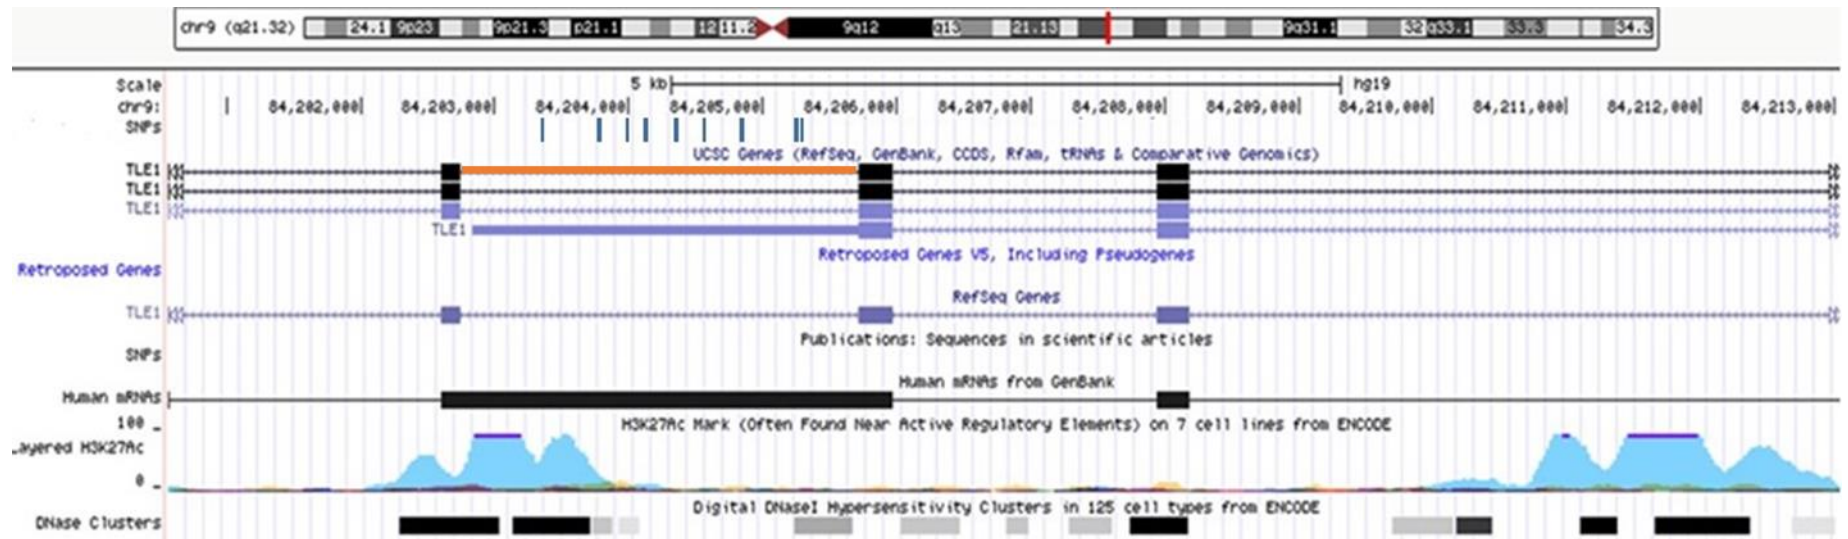 chr9 (q21.32) 24.1 9p23 9p21.3 p21.1 12 11.2 9q12 q13 21.13 9q31.1 32 q33.1 33.3 34.3
Scale 5 kb hg19
chr9: 84,202,000 84,203,000 84,204,000 84,205,000 84,206,000 84,207,000 84,208,000 84,209,000 84,210,000 84,211,000 84,212,000 84,213,000
SNPs
UCSC Genes (RefSeq, GenBank, CCDS, Rfam, tRNAs & Comparative Genomics)
TLE1
TLE1
TLE1
TLE1
Retroposed Genes V5, Including Pseudogenes
Retroposed Genes
RefSeq Genes
TLE1
Publications: Sequences in scientific articles
SNPs
Human mRNAs from GenBank
Human mRNAs
H3K27Ac Mark (Often Found Near Active Regulatory Elements) on 7 cell lines from ENCODE
100
Layered H3K27Ac
0
Digital DNaseI Hypersensitivity Clusters in 125 cell types from ENCODE
DNase Clusters